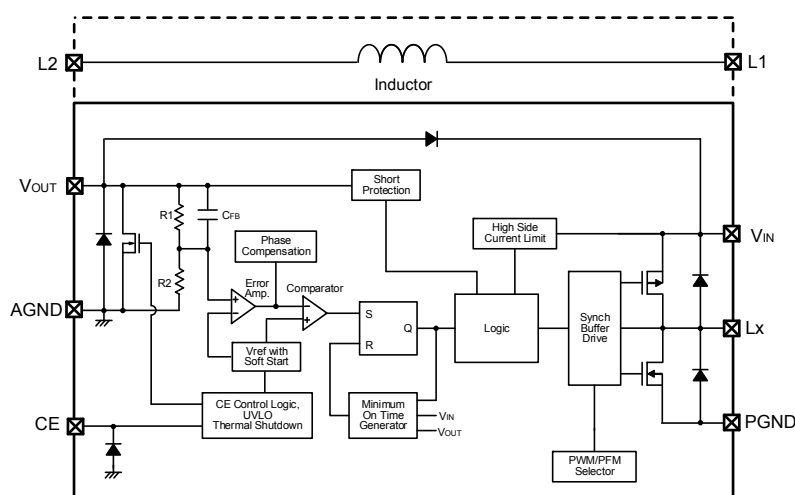 L2
L1
Inductor
VOUT
Short
Protection
R1
CFB
High Side
Current Limit
VIN
Phase
Compensation
R2
Error
Amp.
Comparator
AGND
S
Q
R
Logic
Synch
Buffer
Drive
Lx
Vref with
Soft Start
CE Control Logic,
UVLO
Thermal Shutdown
Minimum
On Time
Generator
VIN
VOUT
CE
PGND
PWM/PFM
Selector